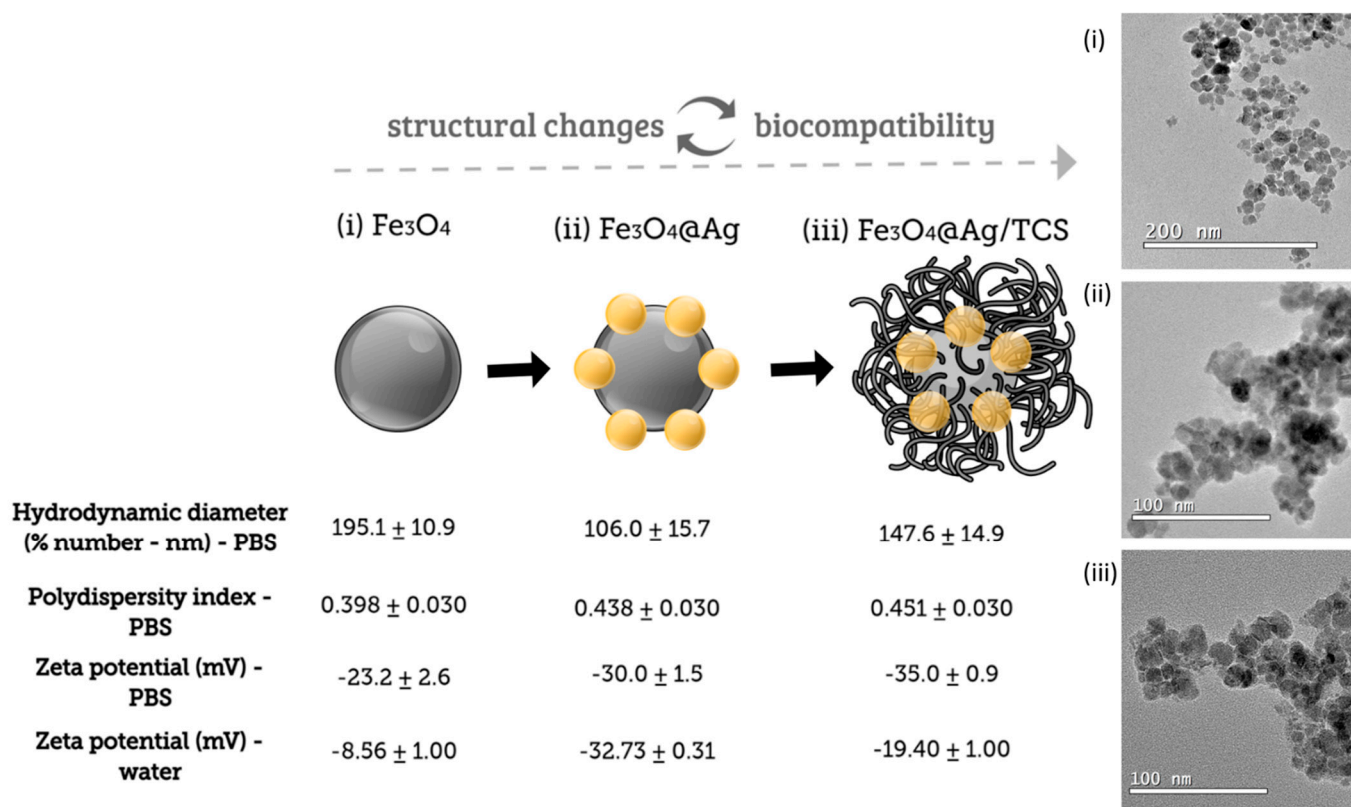 structural changes biocompatibility
(i) Fe₃O₄ (ii) Fe₃O₄@Ag (iii) Fe₃O₄@Ag/TCS
Hydrodynamic diameter
(% number - nm) - PBS
195.1 ± 10.9 106.0 ± 15.7 147.6 ± 14.9
Polydispersity index -
PBS
0.398 ± 0.030 0.438 ± 0.030 0.451 ± 0.030
Zeta potential (mV) -
PBS
-23.2 ± 2.6 -30.0 ± 1.5 -35.0 ± 0.9
Zeta potential (mV) -
water
-8.56 ± 1.00 -32.73 ± 0.31 -19.40 ± 1.00
(i)
200 nm
(ii)
100 nm
(iii)
100 nm